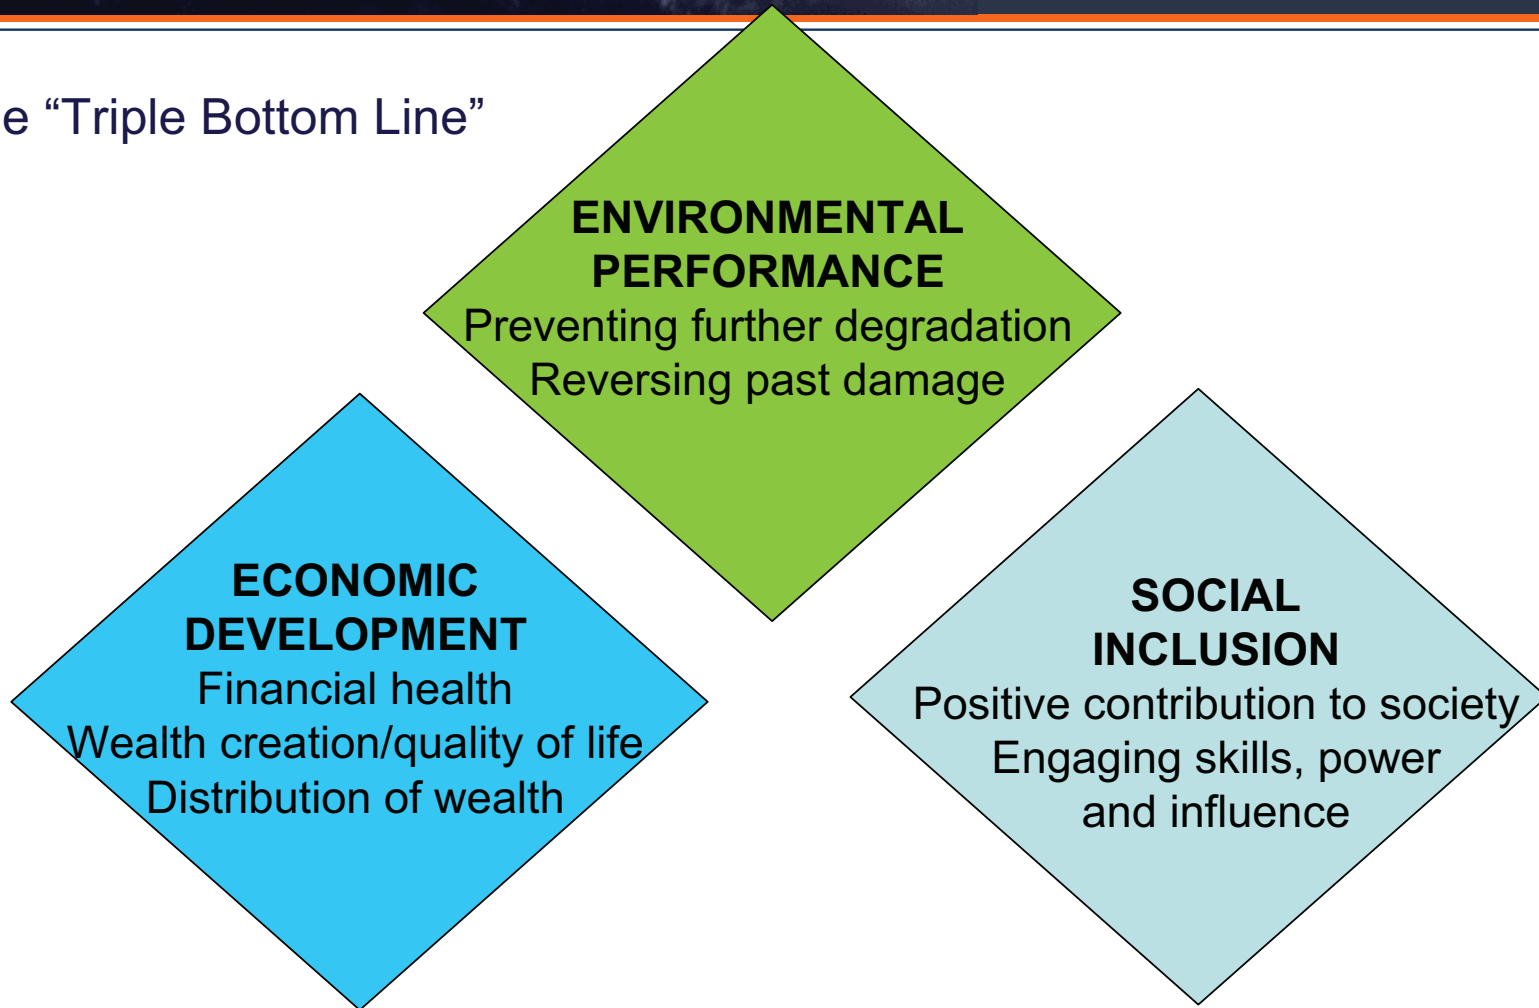 e “Triple Bottom Line”
ENVIRONMENTAL
PERFORMANCE
Preventing further degradation
Reversing past damage
ECONOMIC
DEVELOPMENT
Financial health
Wealth creation/quality of life
Distribution of wealth
SOCIAL
INCLUSION
Positive contribution to society
Engaging skills, power
and influence